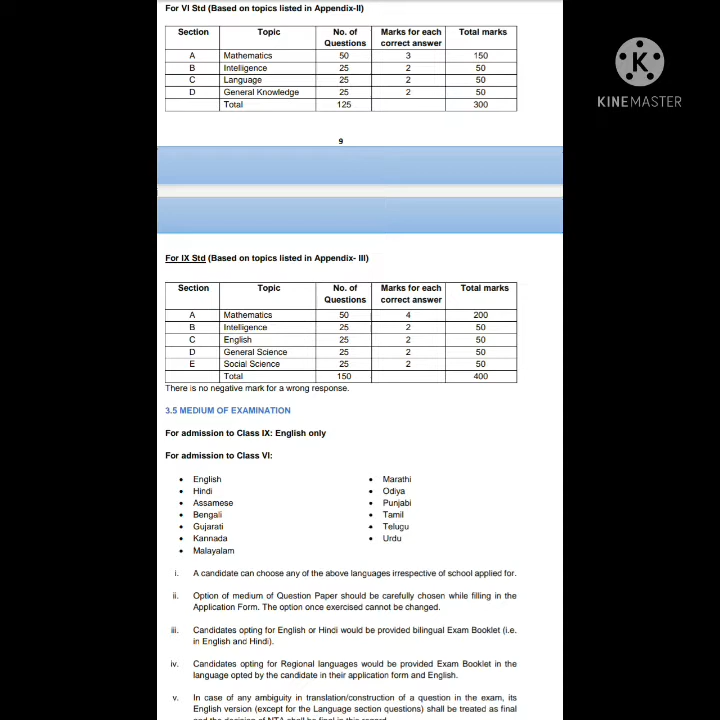 For VI Std (Based on topics listed in Appendix-II)
Section Topic No. of Questions Marks for each correct answer Total marks
A Mathematics 50 3 150
B Intelligence 25 2 50
C Language 25 2 50
D General Knowledge 25 2 50
Total 125 300
9
K
KINEMASTER
For IX Std (Based on topics listed in Appendix- III)
Section Topic No. of Questions Marks for each correct answer Total marks
A Mathematics 50 4 200
B Intelligence 25 2 50
C English 25 2 50
D General Science 25 2 50
E Social Science 25 2 50
Total 150 400
There is no negative mark for a wrong response.
3.5 MEDIUM OF EXAMINATION
For admission to Class IX: English only
For admission to Class VI:
• English
• Hindi
• Assamese
• Bengali
• Gujarati
• Kannada
• Malayalam
• Marathi
• Odiya
• Punjabi
• Tamil
• Telugu
• Urdu
i. A candidate can choose any of the above languages irrespective of school applied for.
ii. Option of medium of Question Paper should be carefully chosen while filling in the
Application Form. The option once exercised cannot be changed.
iii. Candidates opting for English or Hindi would be provided bilingual Exam Booklet (i.e.
in English and Hindi).
iv. Candidates opting for Regional languages would be provided Exam Booklet in the
language opted by the candidate in their application form and English.
v. In case of any ambiguity in translation/construction of a question in the exam, its
English version (except for the Language section questions) shall be treated as final
and the decision of NTA shall be final in this regard.